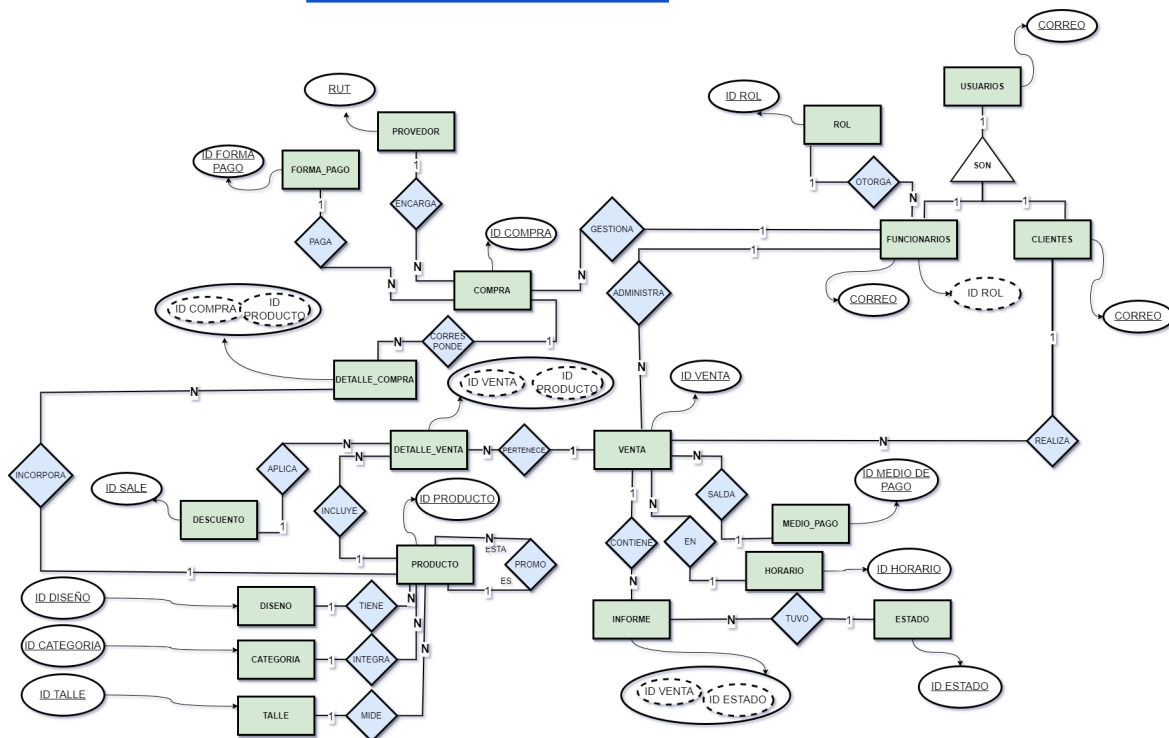 CORREO
USUARIOS
RUT
ID ROL
PROVEDOR
ROL
1
1
ID FORMA
PAGO
FORMA_PAGO
1
SON
OTORGA
1
N
1
1
1
ENCARGA
PAGA
GESTIONA
1
FUNCIONARIOS
CLIENTES
ID COMPRA
1
N
N
N
COMPRA
ADMINISTRA
CORREO
ID ROL
CORREO
ID COMPRA
ID
PRODUCTO
CORRES
PONDE
N
1
1
N
DETALLE_COMPRA
ID VENTA
ID
PRODUCTO
ID VENTA
N
N
DETALLE_VENTA
N
PERTENECE
1
VENTA
N
REALIZA
N
N
INCORPORA
APLICA
ID SALE
DESCUENTO
1
INCLUYE
ID PRODUCTO
1
N
N
SALDA
ID MEDIO DE
PAGO
MEDIO_PAGO
1
CONTIENE
EN
1
PRODUCTO
1
N
ESTA
ES
1
PROMO
1
HORARIO
ID HORARIO
N
ID DISEÑO
DISENO
1
TIENE
N
INFORME
N
TUVO
1
ESTADO
ID CATEGORIA
CATEGORIA
1
INTEGRA
N
N
ID TALLE
TALLE
1
MIDE
ID VENTA
ID ESTADO
ID ESTADO